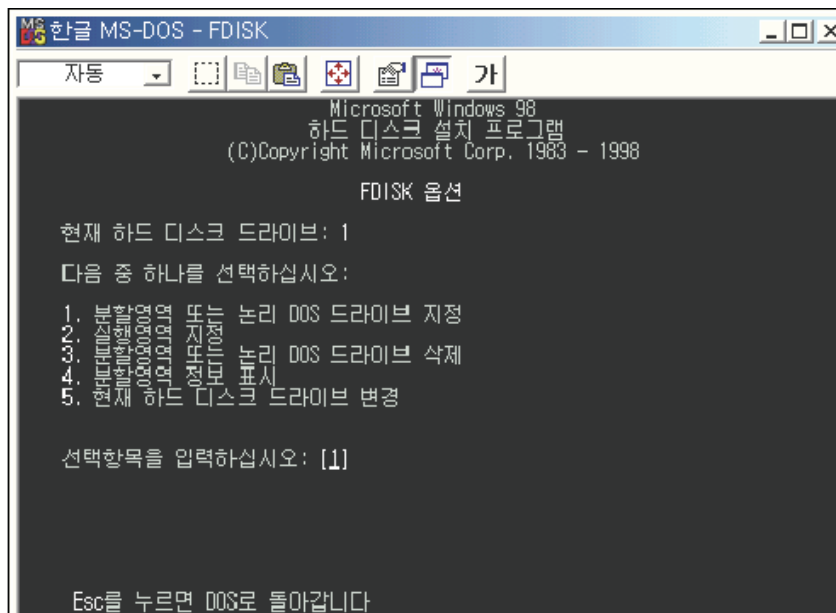 한글 MS-DOS - FDISK
자동
가
Microsoft Windows 98
하드 디스크 설치 프로그램
(C)Copyright Microsoft Corp. 1983 - 1998
FDISK 옵션
현재 하드 디스크 드라이브: 1
다음 중 하나를 선택하십시오:
1. 분할영역 또는 논리 DOS 드라이브 지정
2. 실행영역 지정
3. 분할영역 또는 논리 DOS 드라이브 삭제
4. 분할영역 정보 표시
5. 현재 하드 디스크 드라이브 변경
선택항목을 입력하십시오: [1]
Esc를 누르면 DOS로 돌아갑니다